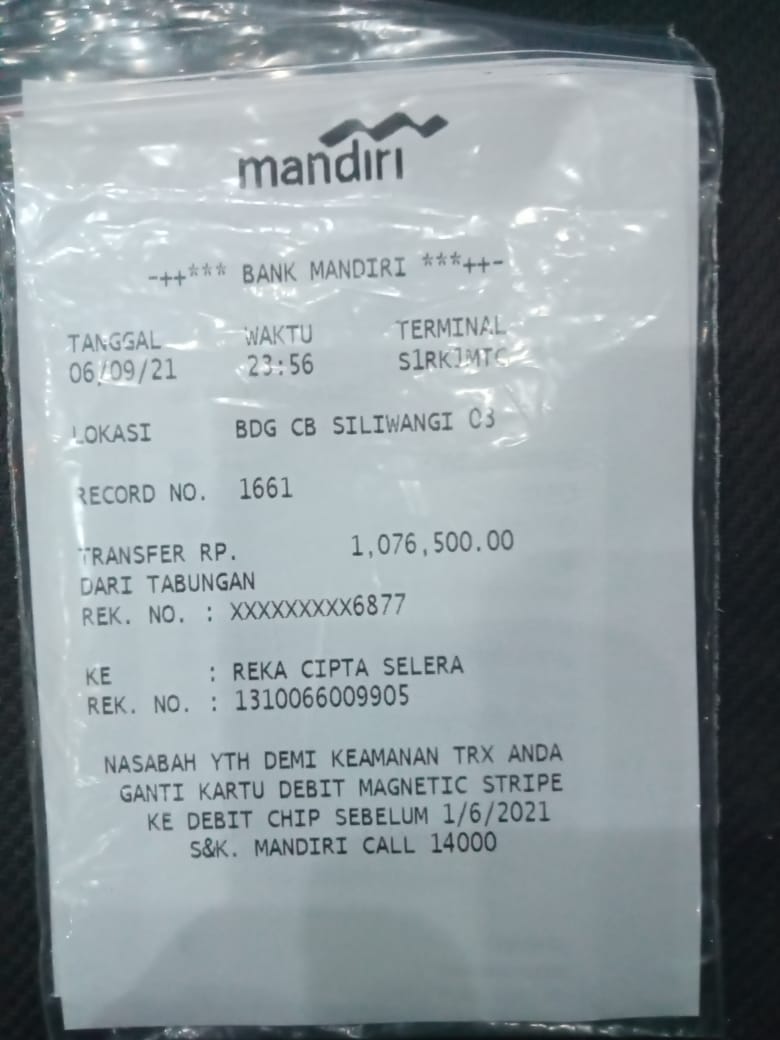 mandiri
-++*** BANK MANDIRI ***++-
TANGGAL WAKTU TERMINAL
06/09/21 23:56
LOKASI BDG CB SILIWANGI 03
RECORD NO. 1661
TRANSFER RP. 1,076,500.00
DARI TABUNGAN
REK. NO. : XXXXXXXXX6877
KE : REKA CIPTA SELERA
REK. NO. : 1310066009905
NASABAH YTH DEMI KEAMANAN TRX ANDA
GANTI KARTU DEBIT MAGNETIC STRIPE
KE DEBIT CHIP SEBELUM 1/6/2021
S&K. MANDIRI CALL 14000